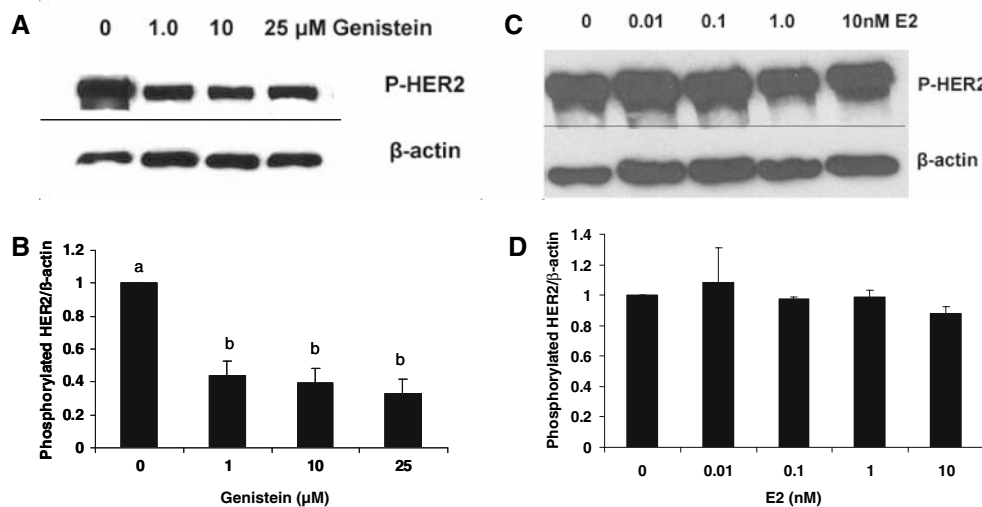 A
0 1.0 10 25 µM Genistein
P-HER2
β-actin
B
Phosphorylated HER2/ß-actin
1.2
1
0.8
0.6
0.4
0.2
0
a
b
b
b
0 1 10 25
Genistein (µM)
C
0 0.01 0.1 1.0 10nM E2
P-HER2
β-actin
D
Phosphorylated HER2/β-actin
1.4
1.2
1
0.8
0.6
0.4
0.2
0
0 0.01 0.1 1 10
E2 (nM)